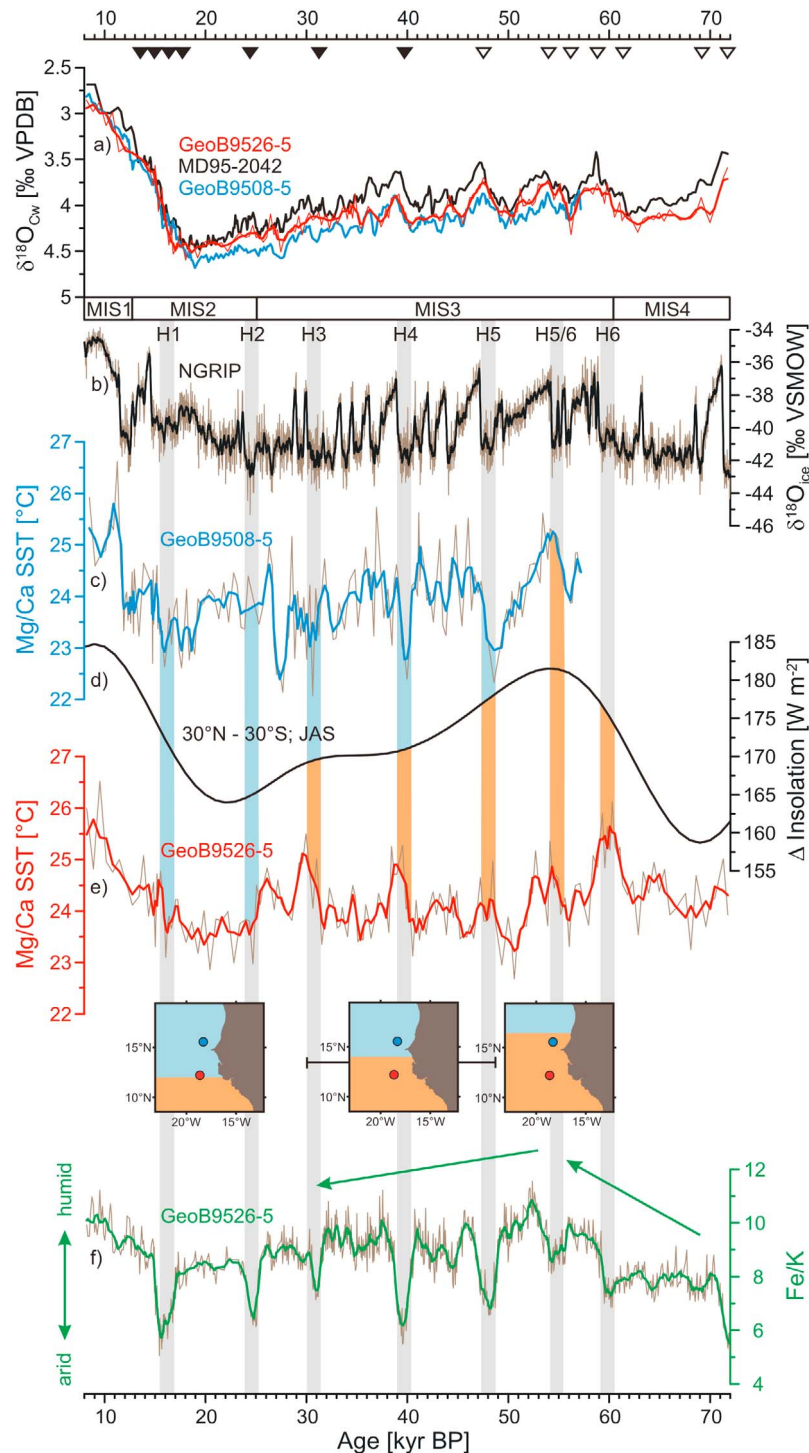 10 20 30 40 50 60 70
2.5
3
3.5
4
4.5
5
δ18OCw [‰ VPDB]
a)
GeoB9526-5
MD95-2042
GeoB9508-5
MIS1 MIS2 MIS3 MIS4
H1 H2 H3 H4 H5 H5/6 H6
b)
NGRIP
-34
-36
-38
-40
-42
-44
-46
δ18Oice [‰ VSMOW]
27
26
25
24
23
22
Mg/Ca SST [°C]
c)
GeoB9508-5
d)
30°N - 30°S; JAS
185
180
175
170
165
160
155
Δ Insolation [W m-2]
27
26
25
24
23
22
Mg/Ca SST [°C]
e)
GeoB9526-5
15°N
10°N
20°W 15°W
15°N
10°N
20°W 15°W
15°N
10°N
20°W 15°W
humid
arid
f)
GeoB9526-5
12
10
8
6
4
Fe/K
10 20 30 40 50 60 70
Age [kyr BP]